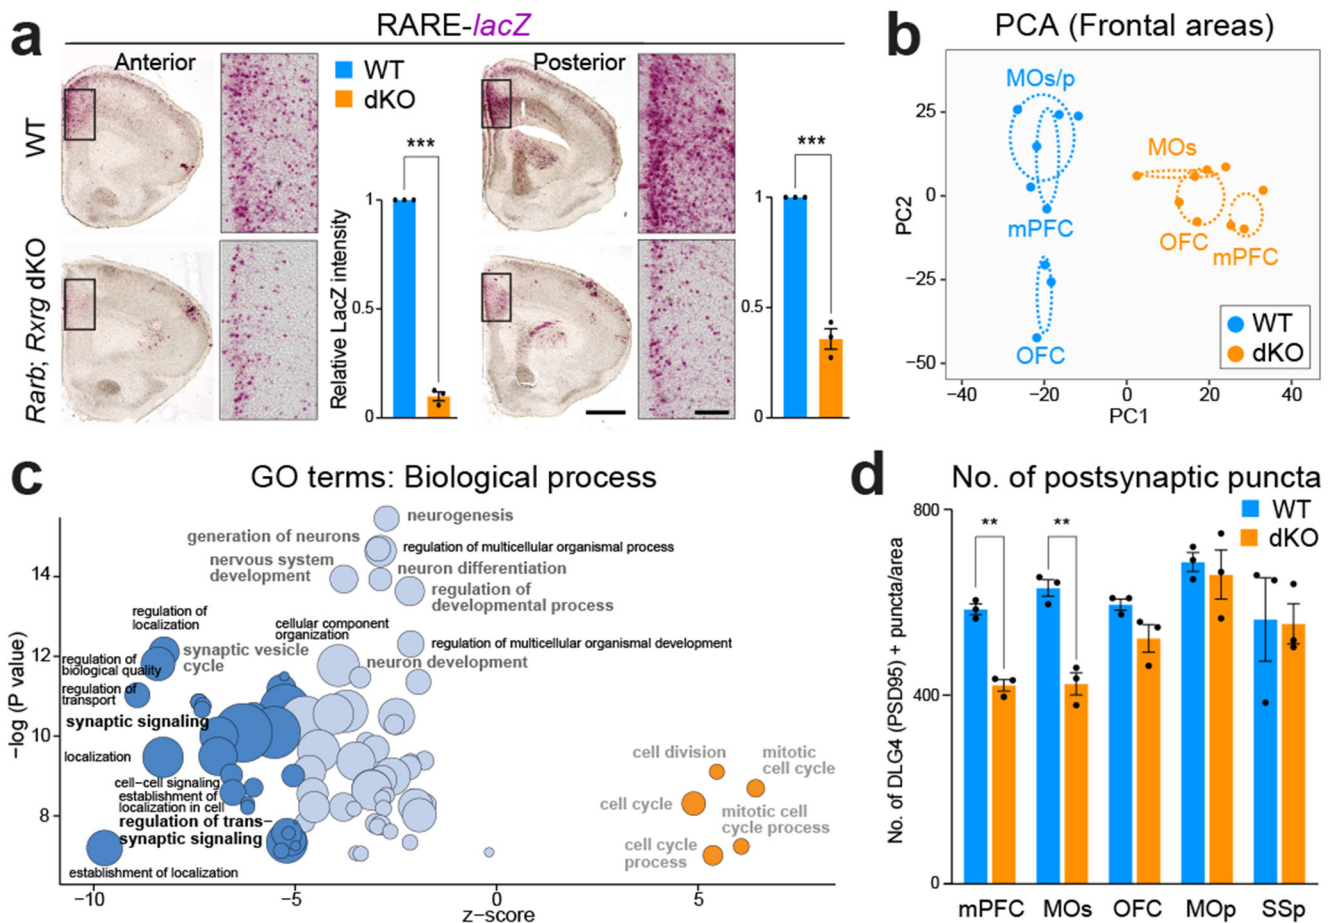 a
RARE-lacZ
Anterior
WT
dKO
Posterior
WT
Rarb; Rxrg dKO
Relative LacZ intensity
***
1
0.5
0
***
1
0.5
0
b
PCA (Frontal areas)
MOs/p
mPFC
OFC
MOs
OFC
mPFC
WT
dKO
PC2
25
0
−25
−50
−40
−20
0
20
40
PC1
c
GO terms: Biological process
neurogenesis
generation of neurons
regulation of multicellular organismal process
nervous system
development
neuron differentiation
regulation of
developmental process
regulation of
localization
cellular component
organization
regulation of multicellular organismal development
synaptic vesicle
cycle
neuron development
regulation of
biological quality
regulation of
transport
synaptic signaling
localization
cell−cell signaling
establishment of
localization in cell
regulation of trans−
synaptic signaling
establishment of localization
cell division
mitotic
cell cycle
cell cycle
mitotic cell
cycle process
cell cycle
process
−log (P value)
14
12
10
8
−10
−5
0
5
z−score
d
No. of postsynaptic puncta
WT
dKO
**
**
No. of DLG4 (PSD95) + puncta/area
800
400
0
mPFC
MOs
OFC
MOp
SSp